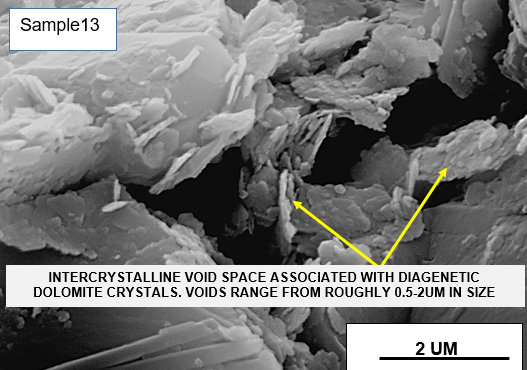 Sample13
INTERCRYSTALLINE VOID SPACE ASSOCIATED WITH DIAGENETIC
DOLOMITE CRYSTALS. VOIDS RANGE FROM ROUGHLY 0.5-2UM IN SIZE
2 UM